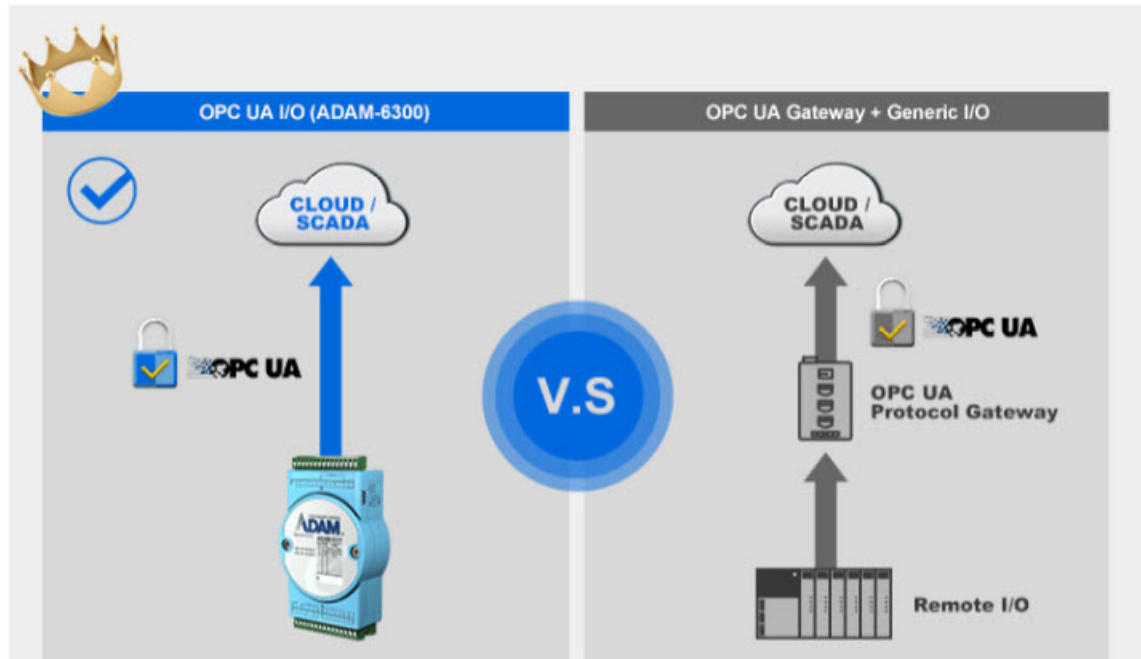 OPC UA I/O (ADAM-6300)
CLOUD /
SCADA
OPC UA
ADAM
V.S
OPC UA Gateway + Generic I/O
CLOUD /
SCADA
OPC UA
OPC UA
Protocol Gateway
Remote I/O